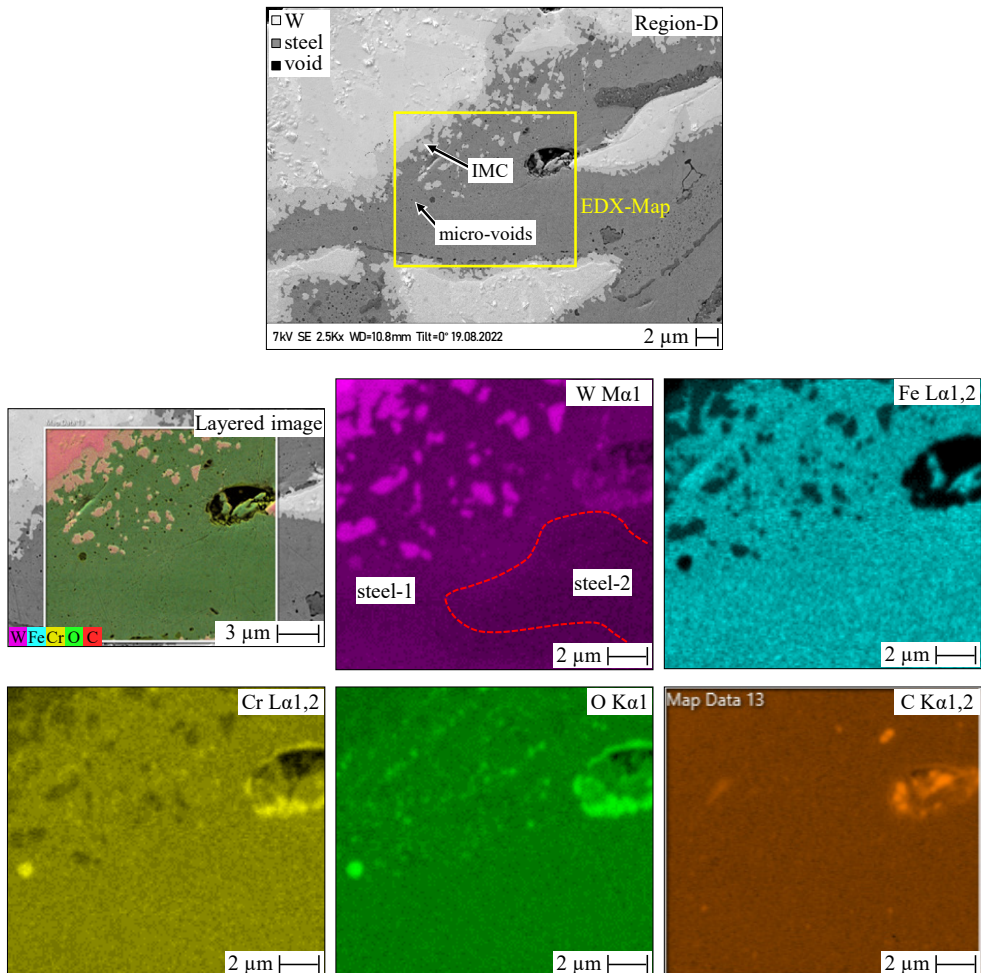 W
steel
void
Region-D
IMC
EDX-Map
micro-voids
7kV SE 2.5Kx WD=10.8mm Tilt=0° 19.08.2022
2 µm
Map Data 13
Layered image
W Fe Cr O C
3 µm
W Mα1
steel-1
steel-2
2 µm
Fe Lα1,2
2 µm
Cr Lα1,2
2 µm
O Kα1
2 µm
Map Data 13
C Kα1,2
2 µm